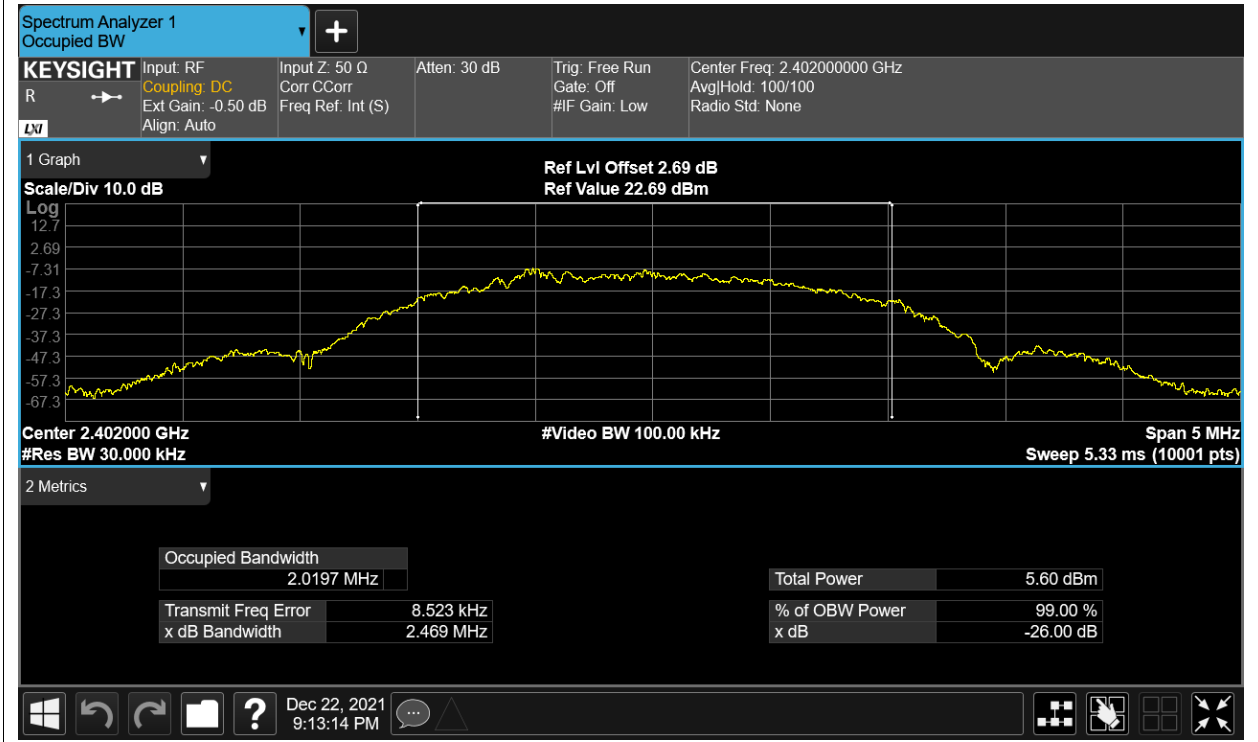 Spectrum Analyzer 1
Occupied BW
KEYSIGHT
R
LXI
Input: RF
Coupling: DC
Ext Gain: -0.50 dB
Align: Auto
Input Z: 50 Ω
Corr CCorr
Freq Ref: Int (S)
Atten: 30 dB
Trig: Free Run
Gate: Off
#IF Gain: Low
Center Freq: 2.402000000 GHz
Avg|Hold: 100/100
Radio Std: None
1 Graph
Scale/Div 10.0 dB
Ref Lvl Offset 2.69 dB
Ref Value 22.69 dBm
Log
12.7
2.69
-7.31
-17.3
-27.3
-37.3
-47.3
-57.3
-67.3
Center 2.402000 GHz
#Video BW 100.00 kHz
Span 5 MHz
#Res BW 30.000 kHz
Sweep 5.33 ms (10001 pts)
2 Metrics
Occupied Bandwidth
2.0197 MHz
Total Power 5.60 dBm
Transmit Freq Error 8.523 kHz
% of OBW Power 99.00 %
x dB Bandwidth 2.469 MHz
x dB -26.00 dB
?
Dec 22, 2021
9:13:14 PM